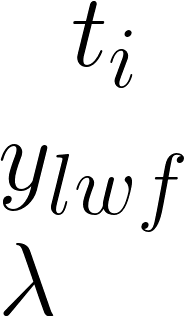 t_i
y_{lwf}
λ